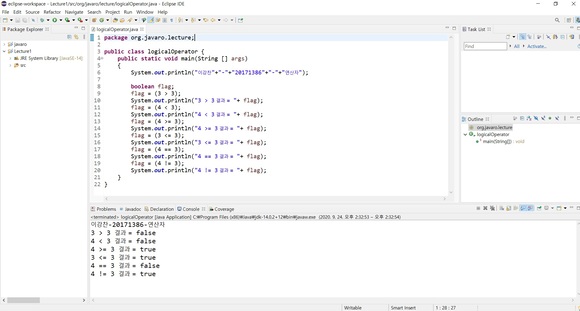 eclipse-workspace - Lecture1/src/org/javaro/lecture/logicalOperator.java - Eclipse IDE
File Edit Source Refactor Navigate Search Project Run Window Help
Package Explorer
javaro
Lecture1
JRE System Library [JavaSE-14]
src
logicalOperator.java
1 package org.javaro.lecture;
2
3 public class logicalOperator {
4 public static void main(String [] args)
5 {
6 System.out.println("이강찬"+"-"+"20171386"+"-"+"연산자");
7
8 boolean flag;
9 flag = (3 > 3);
10 System.out.println("3 > 3 결과 = "+ flag);
11 flag = (4 < 3);
12 System.out.println("4 < 3 결과 = "+ flag);
13 flag = (4 >= 3);
14 System.out.println("4 >= 3 결과 = "+ flag);
15 flag = (3 <= 3);
16 System.out.println("3 <= 3 결과 = "+ flag);
17 flag = (4 == 3);
18 System.out.println("4 == 3 결과 = "+ flag);
19 flag = (4 != 3);
20 System.out.println("4 != 3 결과 = "+ flag);
21 }
22 }
Task List
Find
All
Activate...
Outline
org.javaro.lecture
logicalOperator
main(String[]) : void
Problems Javadoc Declaration Console Coverage
<terminated> logicalOperator [Java Application] C:\Program Files (x86)\Java\jdk-14.0.2+12\bin\javaw.exe (2020. 9. 24. 오후 2:32:53 – 오후 2:32:54)
이강찬-20171386-연산자
3 > 3 결과 = false
4 < 3 결과 = false
4 >= 3 결과 = true
3 <= 3 결과 = true
4 == 3 결과 = false
4 != 3 결과 = true
Writable
Smart Insert
1 : 28 : 27